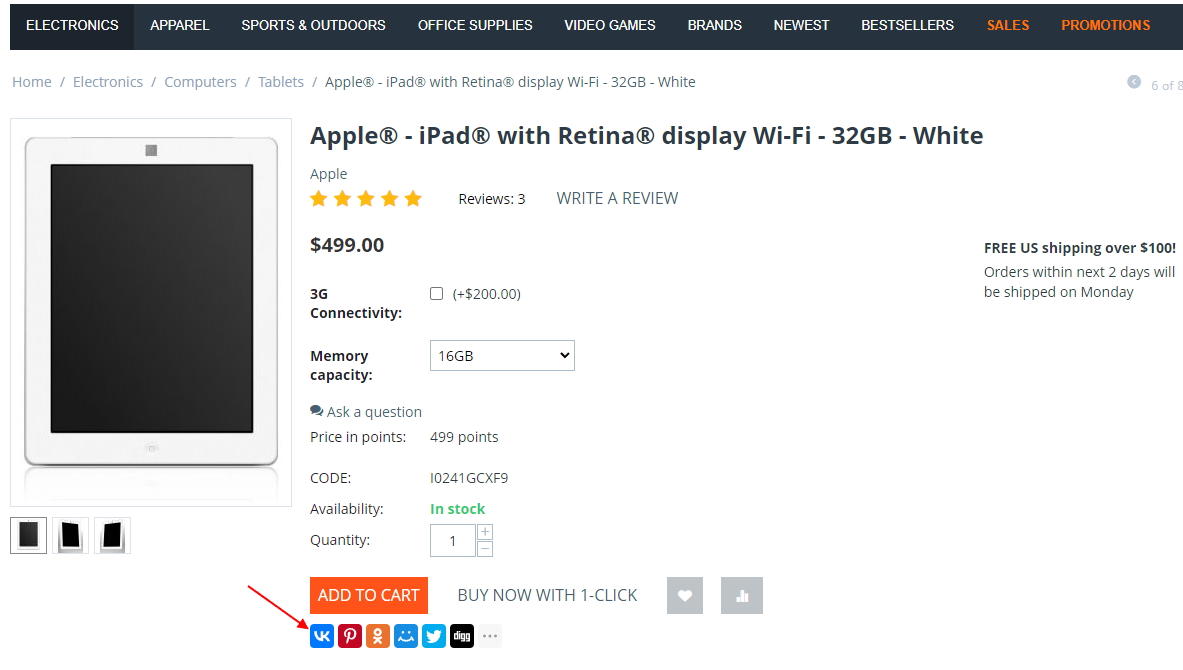 ELECTRONICS APPAREL SPORTS & OUTDOORS OFFICE SUPPLIES VIDEO GAMES BRANDS NEWEST BESTSELLERS SALES PROMOTIONS
Home / Electronics / Computers / Tablets / Apple® - iPad® with Retina® display Wi-Fi - 32GB - White
6 of 8
Apple® - iPad® with Retina® display Wi-Fi - 32GB - White
Apple
Reviews: 3 WRITE A REVIEW
$499.00
FREE US shipping over $100!
Orders within next 2 days will
be shipped on Monday
3G
Connectivity:
(+$200.00)
Memory
capacity:
16GB
Ask a question
Price in points: 499 points
CODE: I0241GCXF9
Availability: In stock
Quantity: 1 + −
ADD TO CART BUY NOW WITH 1-CLICK
digg